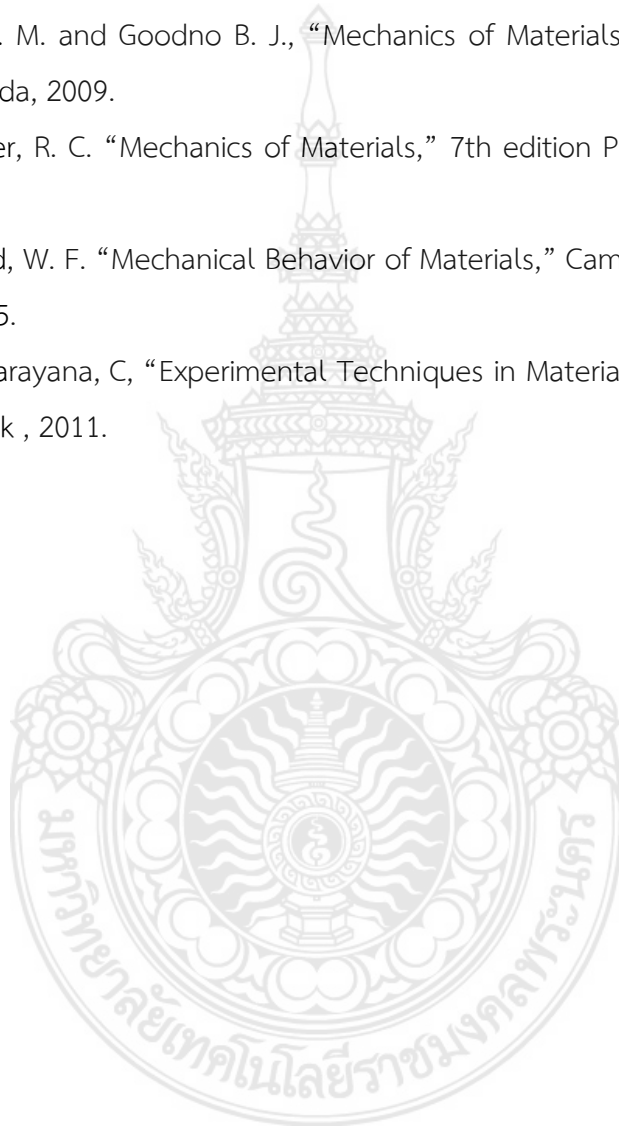 . M. and Goodno B. J., “Mechanics of Materials
da, 2009.
er, R. C. “Mechanics of Materials,” 7th edition P
d, W. F. “Mechanical Behavior of Materials,” Cam
5.
arayana, C, “Experimental Techniques in Materia
k , 2011.
มหาวิทยาลัยเทคโนโลยีราชมงคลพระนคร